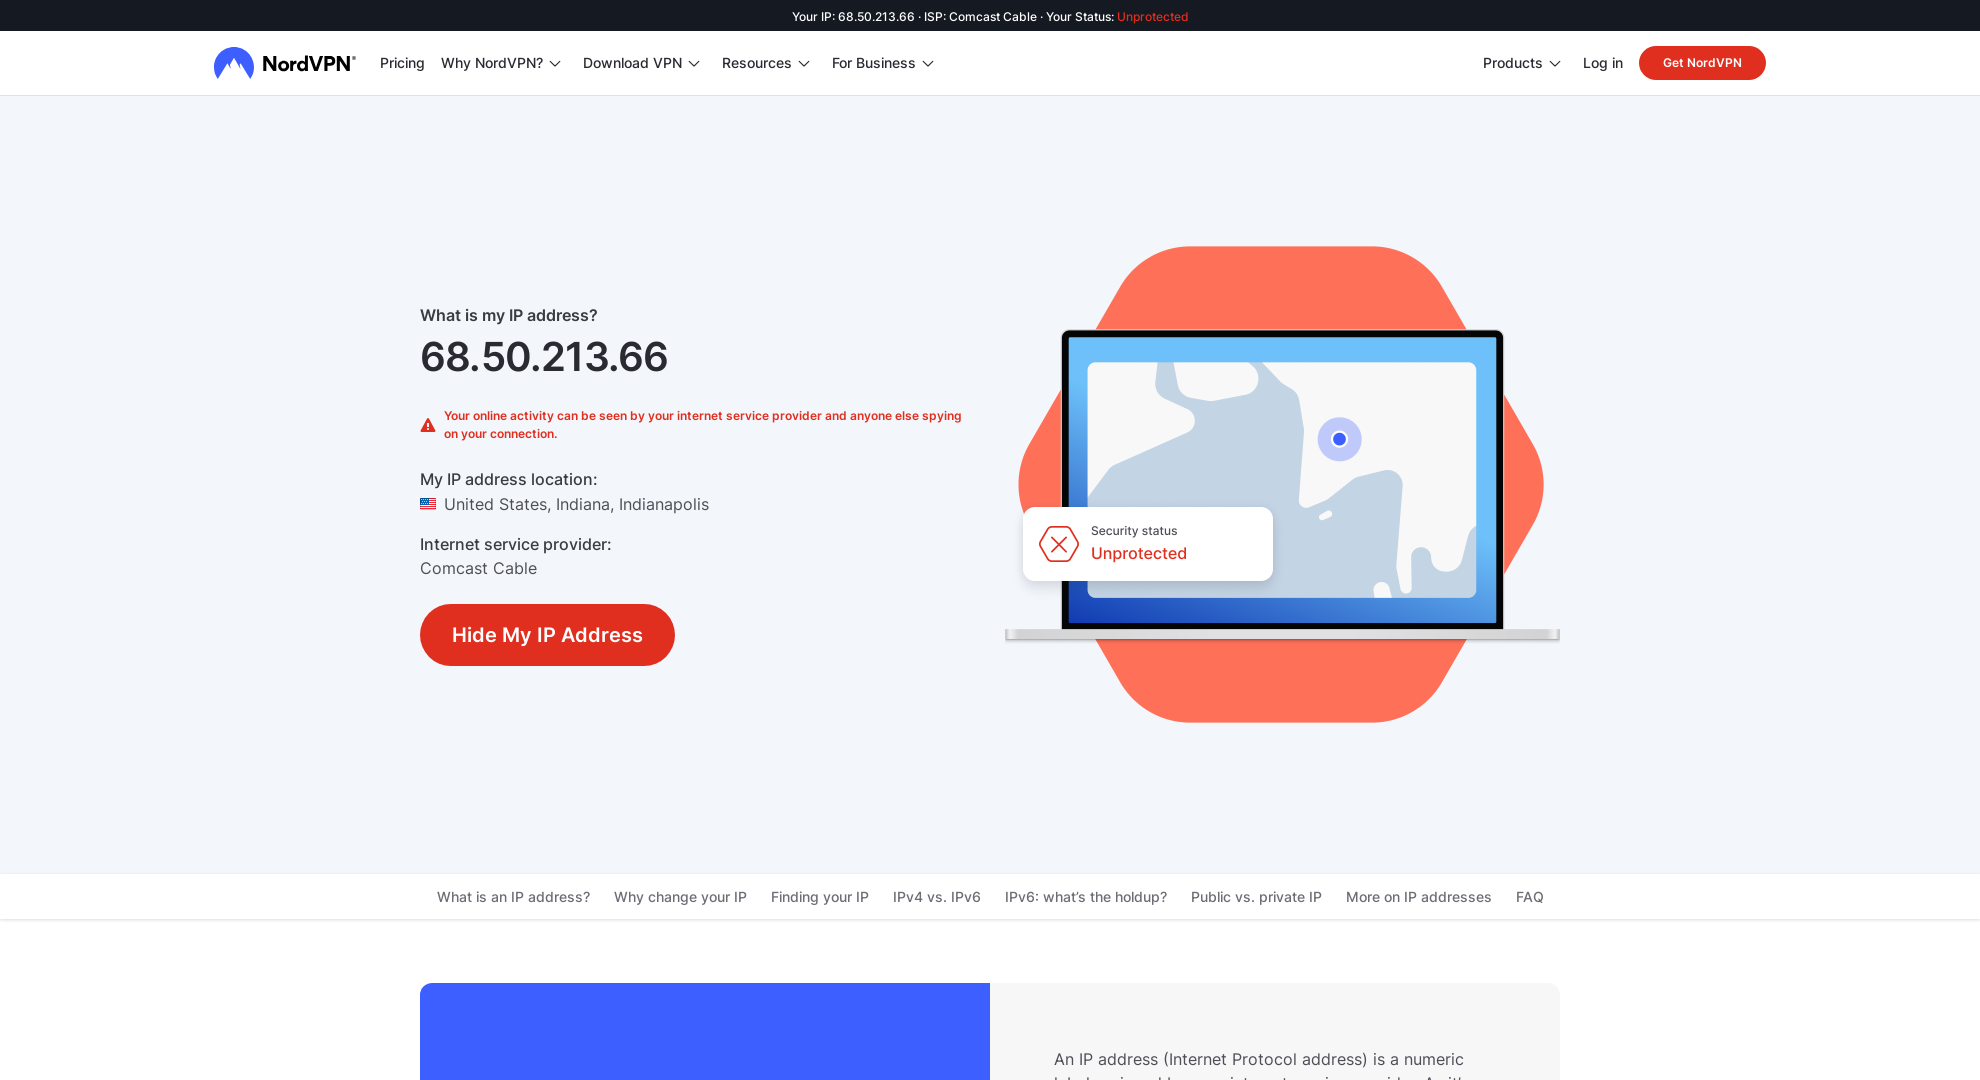 Your IP: 68.50.213.66 · ISP: Comcast Cable · Your Status: Unprotected
NordVPN®
Pricing
Why NordVPN?
Download VPN
Resources
For Business
Products
Log in
Get NordVPN
What is my IP address?
68.50.213.66
Your online activity can be seen by your internet service provider and anyone else spying
on your connection.
My IP address location:
United States, Indiana, Indianapolis
Internet service provider:
Comcast Cable
Hide My IP Address
Security status
Unprotected
What is an IP address?
Why change your IP
Finding your IP
IPv4 vs. IPv6
IPv6: what’s the holdup?
Public vs. private IP
More on IP addresses
FAQ
An IP address (Internet Protocol address) is a numeric